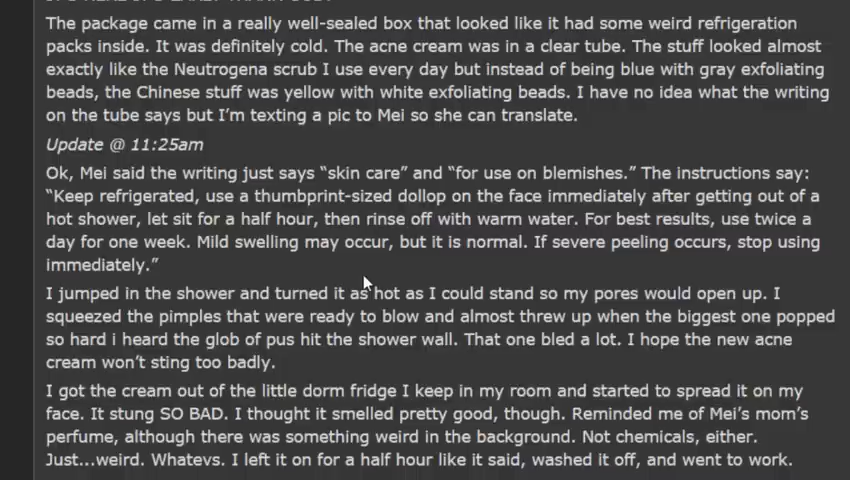 The package came in a really well-sealed box that looked like it had some weird refrigeration
packs inside. It was definitely cold. The acne cream was in a clear tube. The stuff looked almost
exactly like the Neutrogena scrub I use every day but instead of being blue with gray exfoliating
beads, the Chinese stuff was yellow with white exfoliating beads. I have no idea what the writing
on the tube says but I’m texting a pic to Mei so she can translate.
Update @ 11:25am
Ok, Mei said the writing just says “skin care” and “for use on blemishes.” The instructions say:
“Keep refrigerated, use a thumbprint-sized dollop on the face immediately after getting out of a
hot shower, let sit for a half hour, then rinse off with warm water. For best results, use twice a
day for one week. Mild swelling may occur, but it is normal. If severe peeling occurs, stop using
immediately.”
I jumped in the shower and turned it as hot as I could stand so my pores would open up. I
squeezed the pimples that were ready to blow and almost threw up when the biggest one popped
so hard i heard the glob of pus hit the shower wall. That one bled a lot. I hope the new acne
cream won’t sting too badly.
I got the cream out of the little dorm fridge I keep in my room and started to spread it on my
face. It stung SO BAD. I thought it smelled pretty good, though. Reminded me of Mei’s mom’s
perfume, although there was something weird in the background. Not chemicals, either.
Just...weird. Whatevs. I left it on for a half hour like it said, washed it off, and went to work.